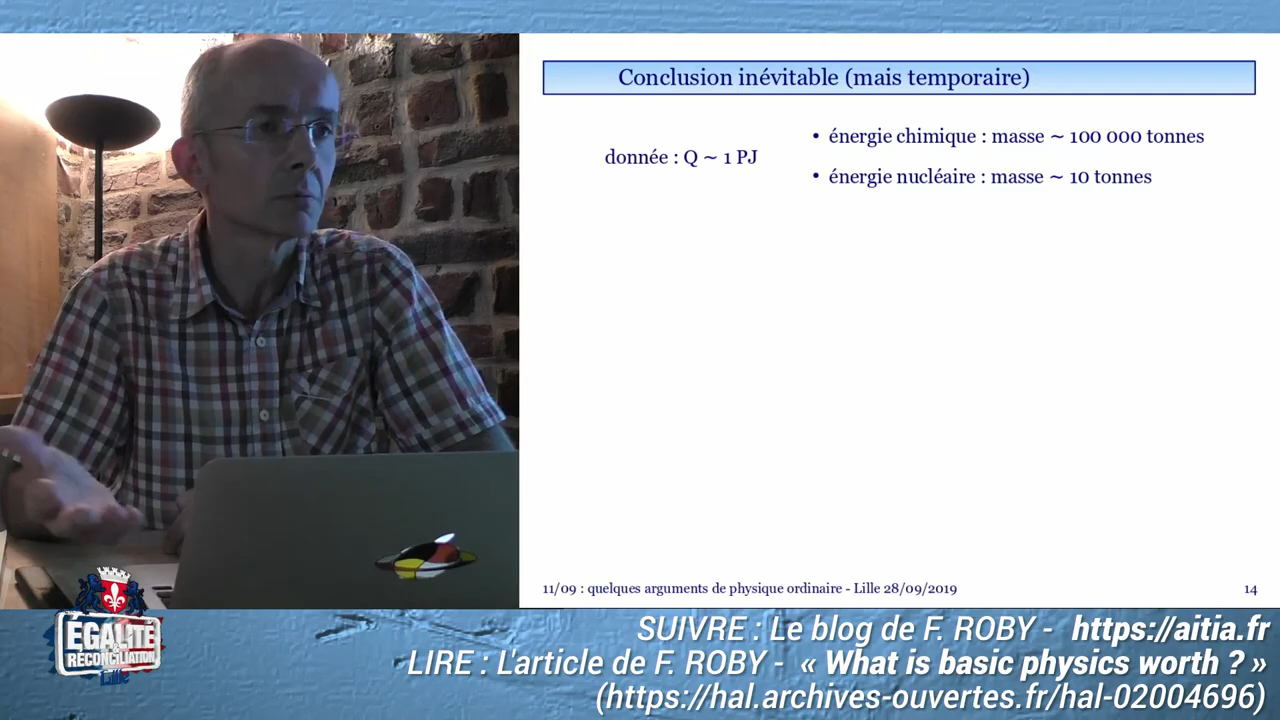 Conclusion inévitable (mais temporaire)
donnée : Q ~ 1 PJ
• énergie chimique : masse ~ 100 000 tonnes
• énergie nucléaire : masse ~ 10 tonnes
11/09 : quelques arguments de physique ordinaire - Lille 28/09/2019
14
ÉGALITÉ
&
RÉCONCILIATION
Lille
SUIVRE : Le blog de F. ROBY - https://aitia.fr
LIRE : L'article de F. ROBY - « What is basic physics worth ? »
(https://hal.archives-ouvertes.fr/hal-02004696)